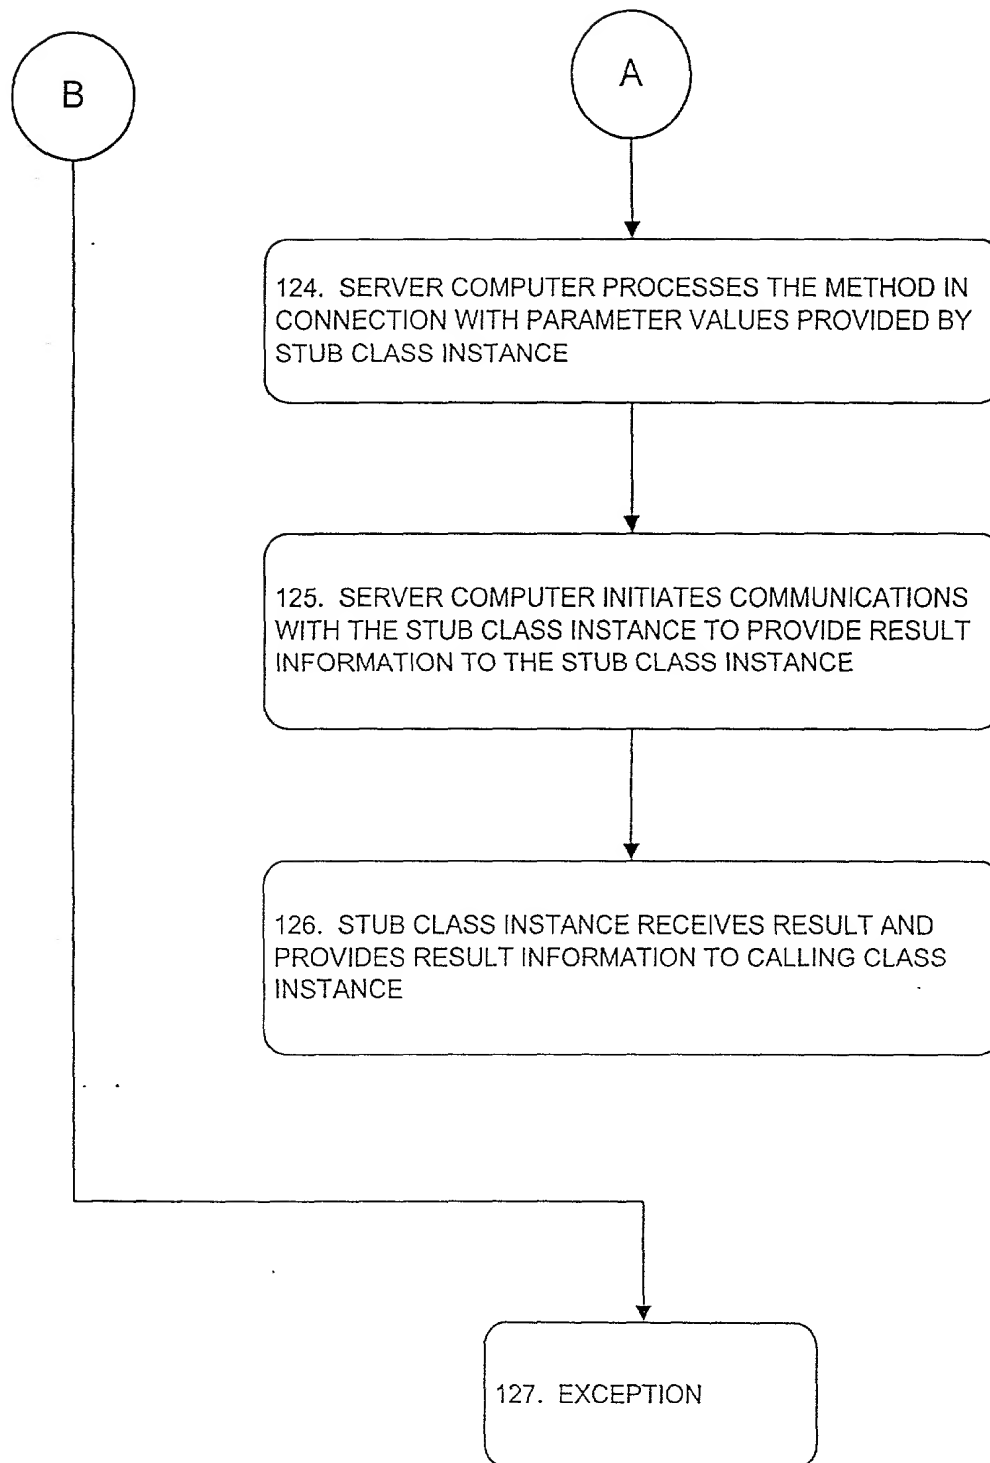 B
A
124. SERVER COMPUTER PROCESSES THE METHOD IN
CONNECTION WITH PARAMETER VALUES PROVIDED BY
STUB CLASS INSTANCE
125. SERVER COMPUTER INITIATES COMMUNICATIONS
WITH THE STUB CLASS INSTANCE TO PROVIDE RESULT
INFORMATION TO THE STUB CLASS INSTANCE
126. STUB CLASS INSTANCE RECEIVES RESULT AND
PROVIDES RESULT INFORMATION TO CALLING CLASS
INSTANCE
127. EXCEPTION